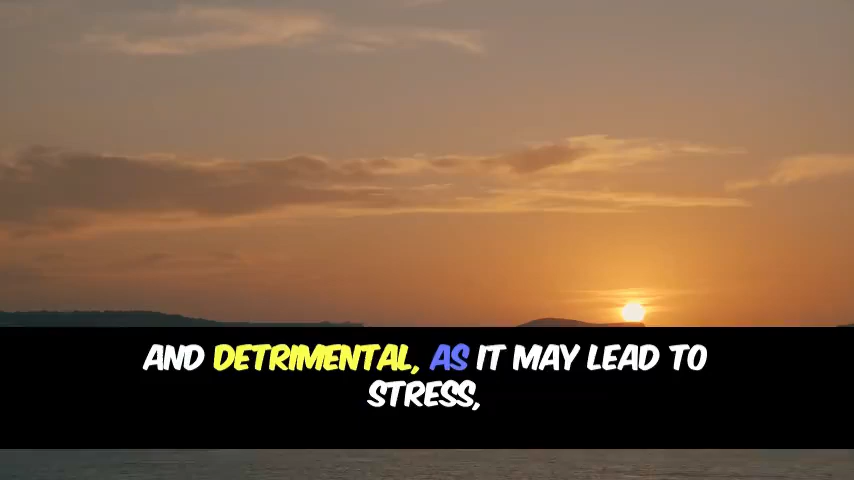 AND DETRIMENTAL, AS IT MAY LEAD TO
STRESS,